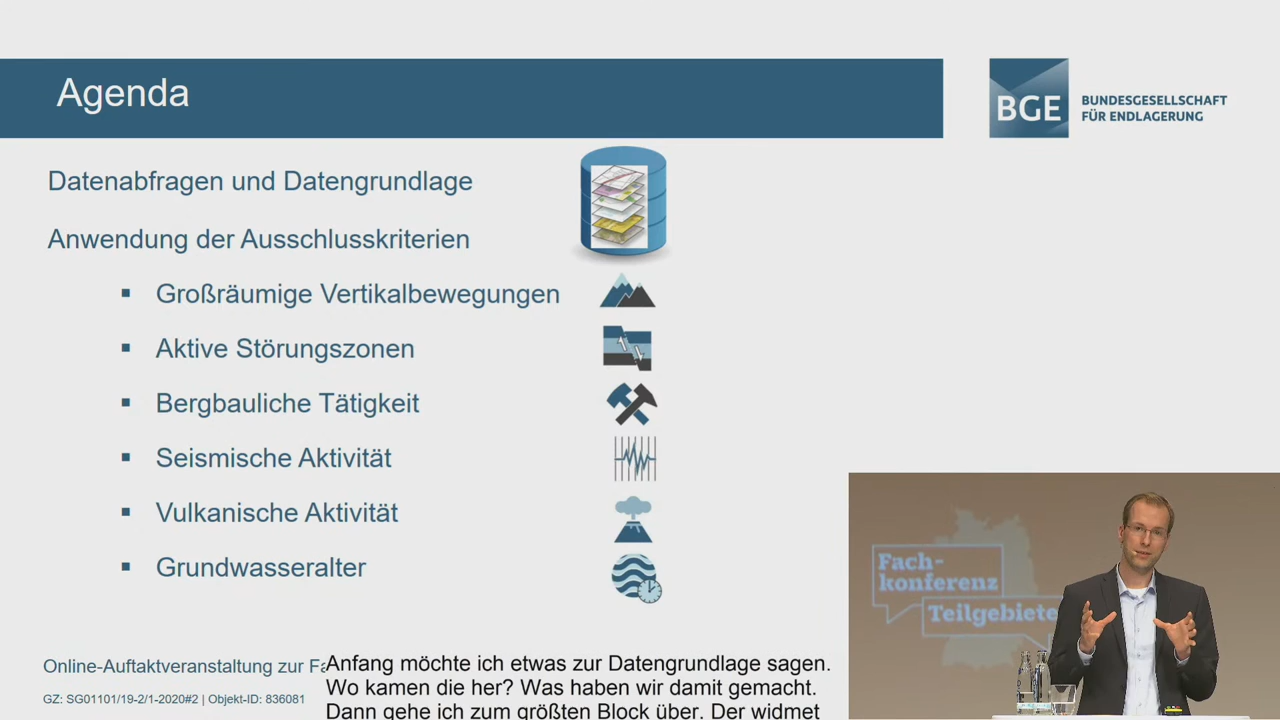 Agenda
BGE
BUNDESGESELLSCHAFT
FÜR ENDLAGERUNG
Datenabfragen und Datengrundlage
Anwendung der Ausschlusskriterien
▪ Großräumige Vertikalbewegungen
▪ Aktive Störungszonen
▪ Bergbauliche Tätigkeit
▪ Seismische Aktivität
▪ Vulkanische Aktivität
▪ Grundwasseralter
Fach-
konferenz
Teilgebiete
Online-Auftaktveranstaltung zur Fa
GZ: SG01101/19-2/1-2020#2 | Objekt-ID: 836081
Anfang möchte ich etwas zur Datengrundlage sagen.
Wo kamen die her? Was haben wir damit gemacht.
Dann gehe ich zum größten Block über. Der widmet